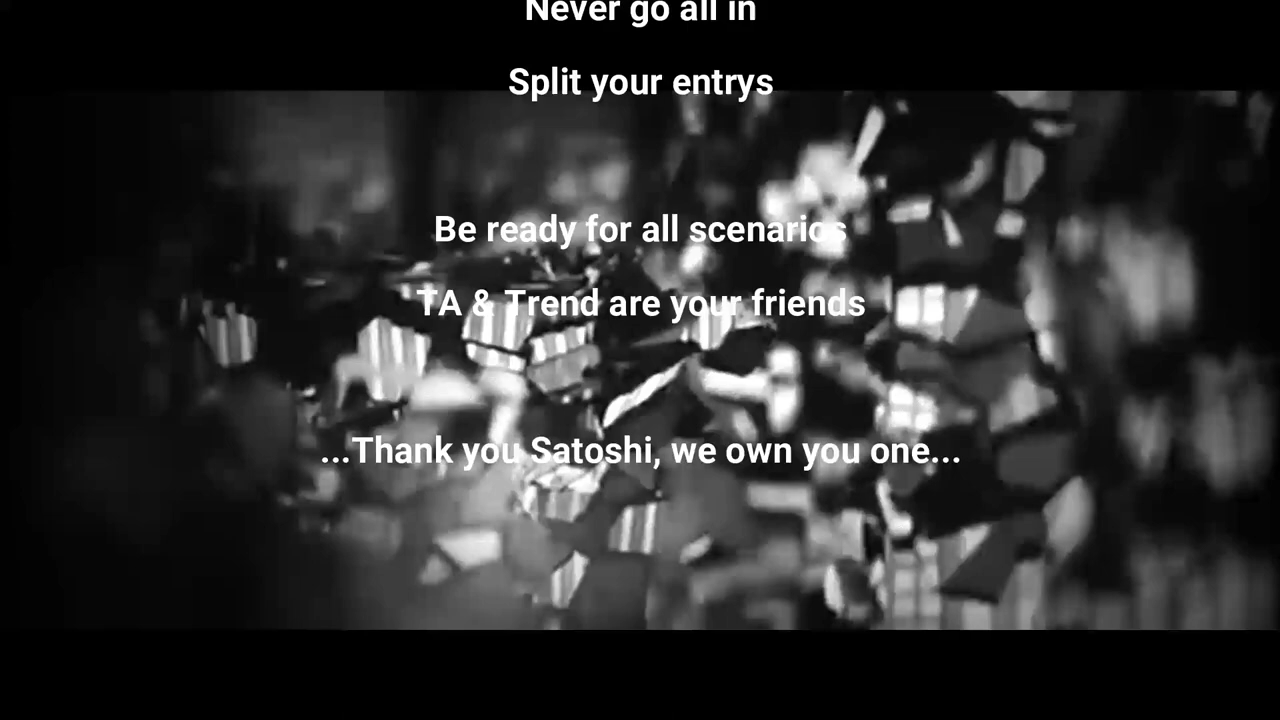 Never go all in
Split your entrys
Be ready for all scenarios
TA & Trend are your friends
...Thank you Satoshi, we own you one...